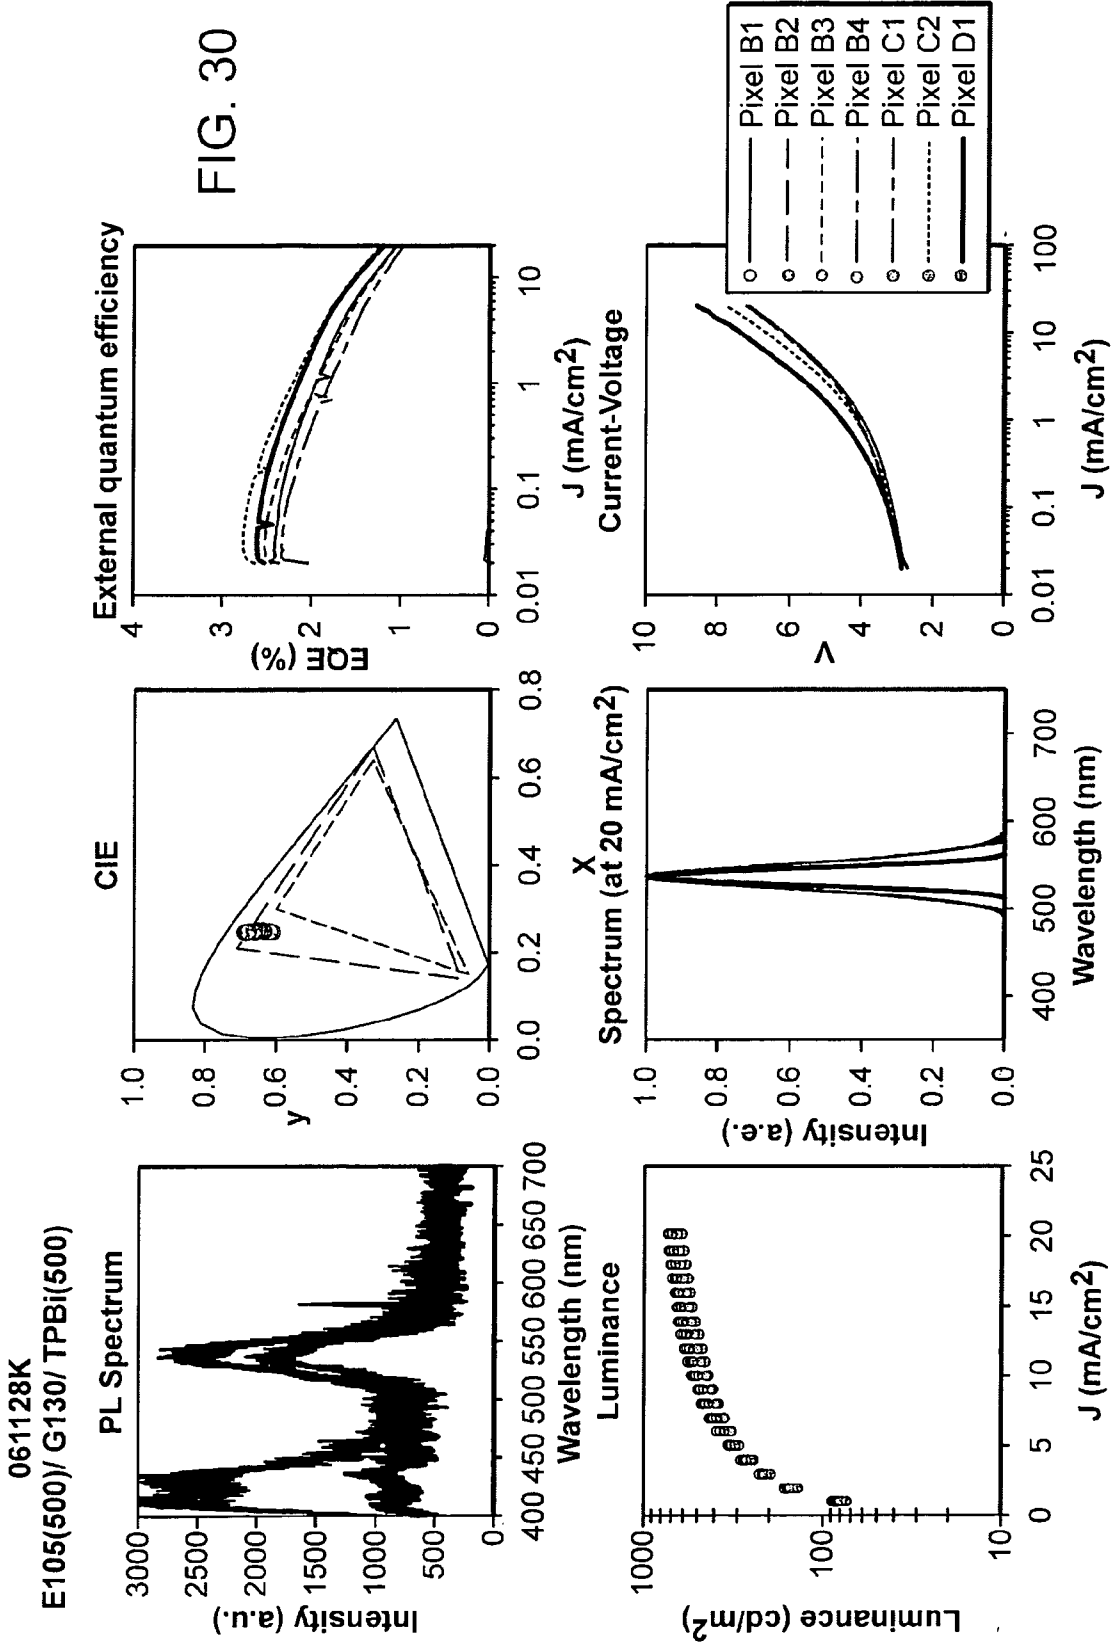 061128K
E105(500)/ G130/ TPBi(500)
FIG. 30
PL Spectrum
3000
2500
2000
1500
1000
500
0
Intensity (a.u.)
400 450 500 550 600 650 700
Wavelength (nm)
CIE
1.0
0.8
0.6
0.4
0.2
0.0
y
0.0 0.2 0.4 0.6 0.8
X
External quantum efficiency
4
3
2
1
0
EQE (%)
0.01 0.1 1 10
J (mA/cm2)
Luminance
1000
100
10
Luminance (cd/m2)
0 5 10 15 20 25
J (mA/cm2)
Spectrum (at 20 mA/cm2)
1.0
0.8
0.6
0.4
0.2
0.0
Intensity (a.e.)
400 500 600 700
Wavelength (nm)
Current-Voltage
10
8
6
4
2
0
V
0.01 0.1 1 10 100
J (mA/cm2)
Pixel B1
Pixel B2
Pixel B3
Pixel B4
Pixel C1
Pixel C2
Pixel D1